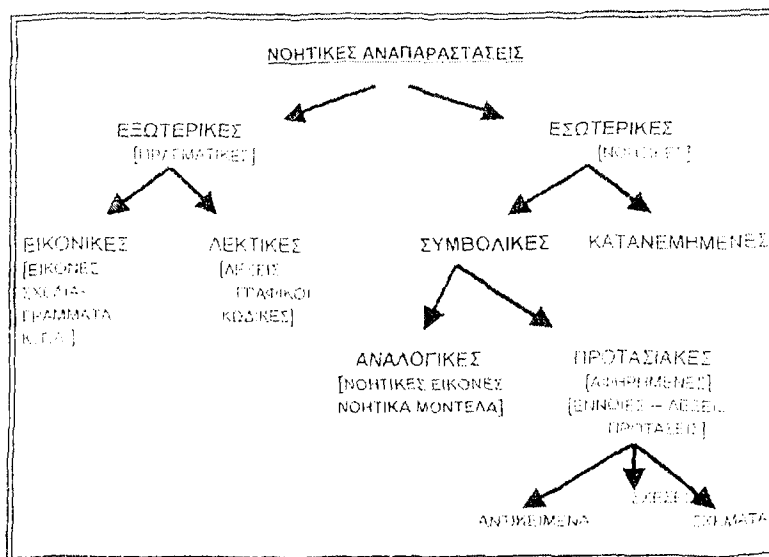 ΝΟΗΤΙΚΕΣ ΑΝΑΠΑΡΑΣΤΑΣΕΙΣ
ΕΞΩΤΕΡΙΚΕΣ
[ΠΡΑΓΜΑΤΙΚΕΣ]
ΕΣΩΤΕΡΙΚΕΣ
ΕΙΚΟΝΙΚΕΣ
[ΕΙΚΟΝΕΣ
ΣΧΕΔΙΑ-
ΓΡΑΜΜΑΤΑ
Κ.Π.Α.]
ΛΕΚΤΙΚΕΣ
[ΛΕΞΕΙΣ
ΓΡΑΦΙΚΟΙ
ΚΩΔΙΚΕΣ]
ΣΥΜΒΟΛΙΚΕΣ
ΚΑΤΑΝΕΜΗΜΕΝΕΣ
ΑΝΑΛΟΓΙΚΕΣ
[ΝΟΗΤΙΚΕΣ ΕΙΚΟΝΕΣ
ΝΟΗΤΙΚΑ ΜΟΝΤΕΛΑ]
ΠΡΟΤΑΣΙΑΚΕΣ
[ΑΦΗΡΗΜΕΝΕΣ]
[ΕΝΝΟΙΕΣ – ΛΕΞΕΙΣ
ΠΡΟΤΑΣΕΙΣ]
ΑΝΤΙΚΕΙΜΕΝΑ
ΣΧΕΣΕΙΣ
ΣΧΗΜΑΤΑ